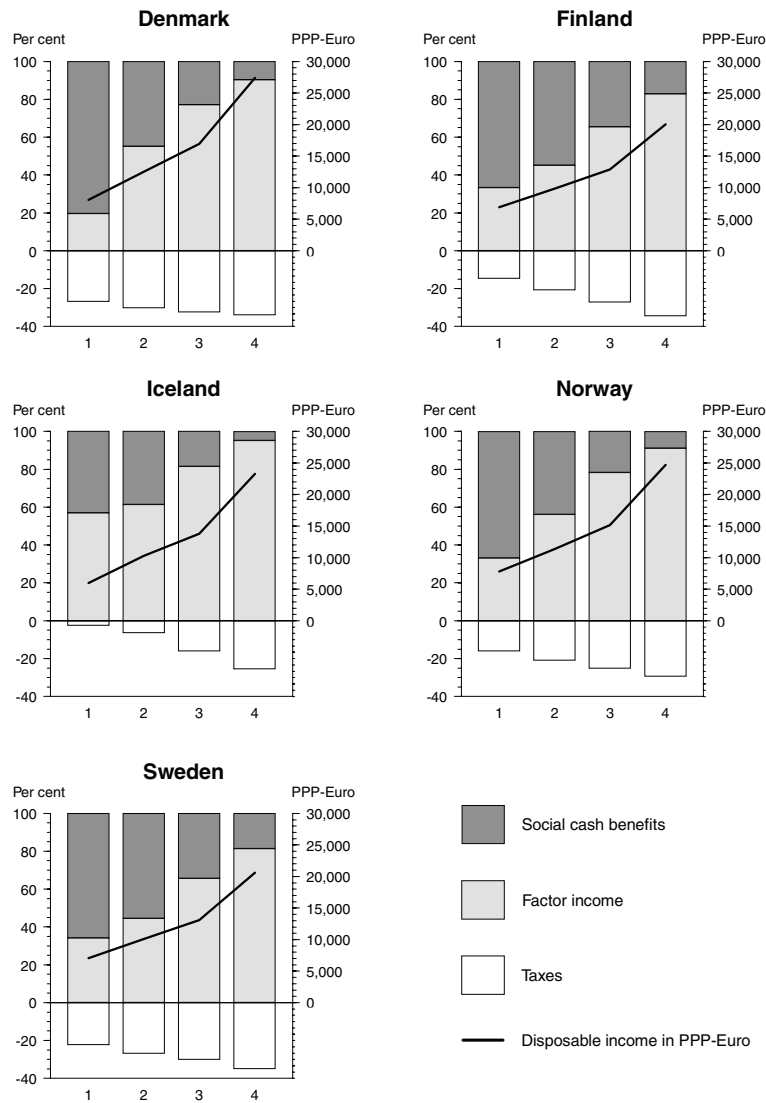 Denmark
Per cent PPP-Euro
100 30,000
80 25,000
60 20,000
40 15,000
20 10,000
0 5,000
-20 0
-40
1 2 3 4
Finland
Per cent PPP-Euro
100 30,000
80 25,000
60 20,000
40 15,000
20 10,000
0 5,000
-20 0
-40
1 2 3 4
Iceland
Per cent PPP-Euro
100 30,000
80 25,000
60 20,000
40 15,000
20 10,000
0 5,000
-20 0
-40
1 2 3 4
Norway
Per cent PPP-Euro
100 30,000
80 25,000
60 20,000
40 15,000
20 10,000
0 5,000
-20 0
-40
1 2 3 4
Sweden
Per cent PPP-Euro
100 30,000
80 25,000
60 20,000
40 15,000
20 10,000
0 5,000
-20 0
-40
1 2 3 4
Social cash benefits
Factor income
Taxes
Disposable income in PPP-Euro